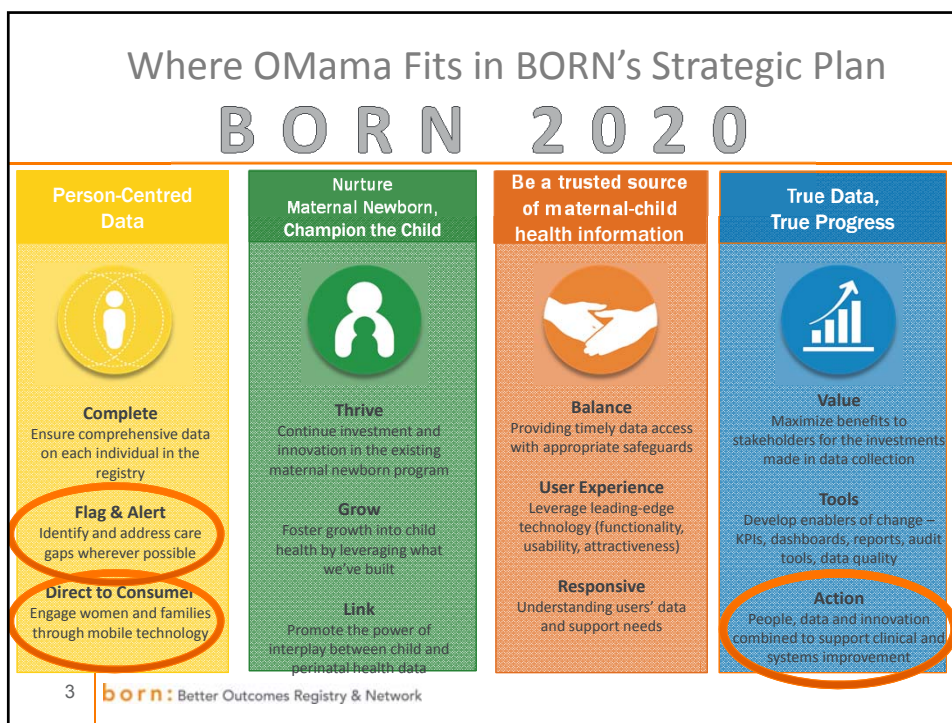 Where OMama Fits in BORN's Strategic Plan
BORN 2020
Person-Centred
Data
Complete
Ensure comprehensive data
on each individual in the
registry
Flag & Alert
Identify and address care
gaps wherever possible
Direct to Consumer
Engage women and families
through mobile technology
Nurture
Maternal Newborn,
Champion the Child
Thrive
Continue investment and
innovation in the existing
maternal newborn program
Grow
Foster growth into child
health by leveraging what
we've built
Link
Promote the power of
interplay between child and
perinatal health data
Be a trusted source
of maternal-child
health information
Balance
Providing timely data access
with appropriate safeguards
User Experience
Leverage leading-edge
technology (functionality,
usability, attractiveness)
Responsive
Understanding users' data
and support needs
True Data,
True Progress
Value
Maximize benefits to
stakeholders for the investments
made in data collection
Tools
Develop enablers of change –
KPIs, dashboards, reports, audit
tools, data quality
Action
People, data and innovation
combined to support clinical and
systems improvement
3
born: Better Outcomes Registry & Network